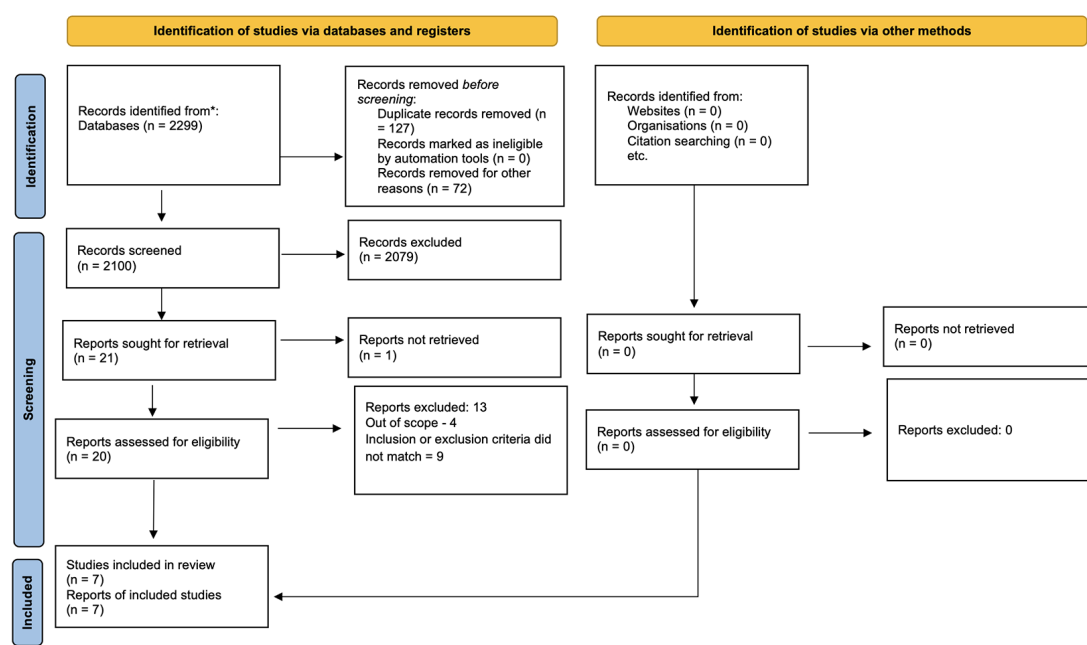 Identification of studies via databases and registers
Identification of studies via other methods
Identification
Records identified from*:
Databases (n = 2299)
Records removed before
screening:
Duplicate records removed (n
= 127)
Records marked as ineligible
by automation tools (n = 0)
Records removed for other
reasons (n = 72)
Records identified from:
Websites (n = 0)
Organisations (n = 0)
Citation searching (n = 0)
etc.
Screening
Records screened
(n = 2100)
Records excluded
(n = 2079)
Reports sought for retrieval
(n = 21)
Reports not retrieved
(n = 1)
Reports sought for retrieval
(n = 0)
Reports not retrieved
(n = 0)
Reports assessed for eligibility
(n = 20)
Reports excluded: 13
Out of scope - 4
Inclusion or exclusion criteria did
not match = 9
Reports assessed for eligibility
(n = 0)
Reports excluded: 0
Included
Studies included in review
(n = 7)
Reports of included studies
(n = 7)